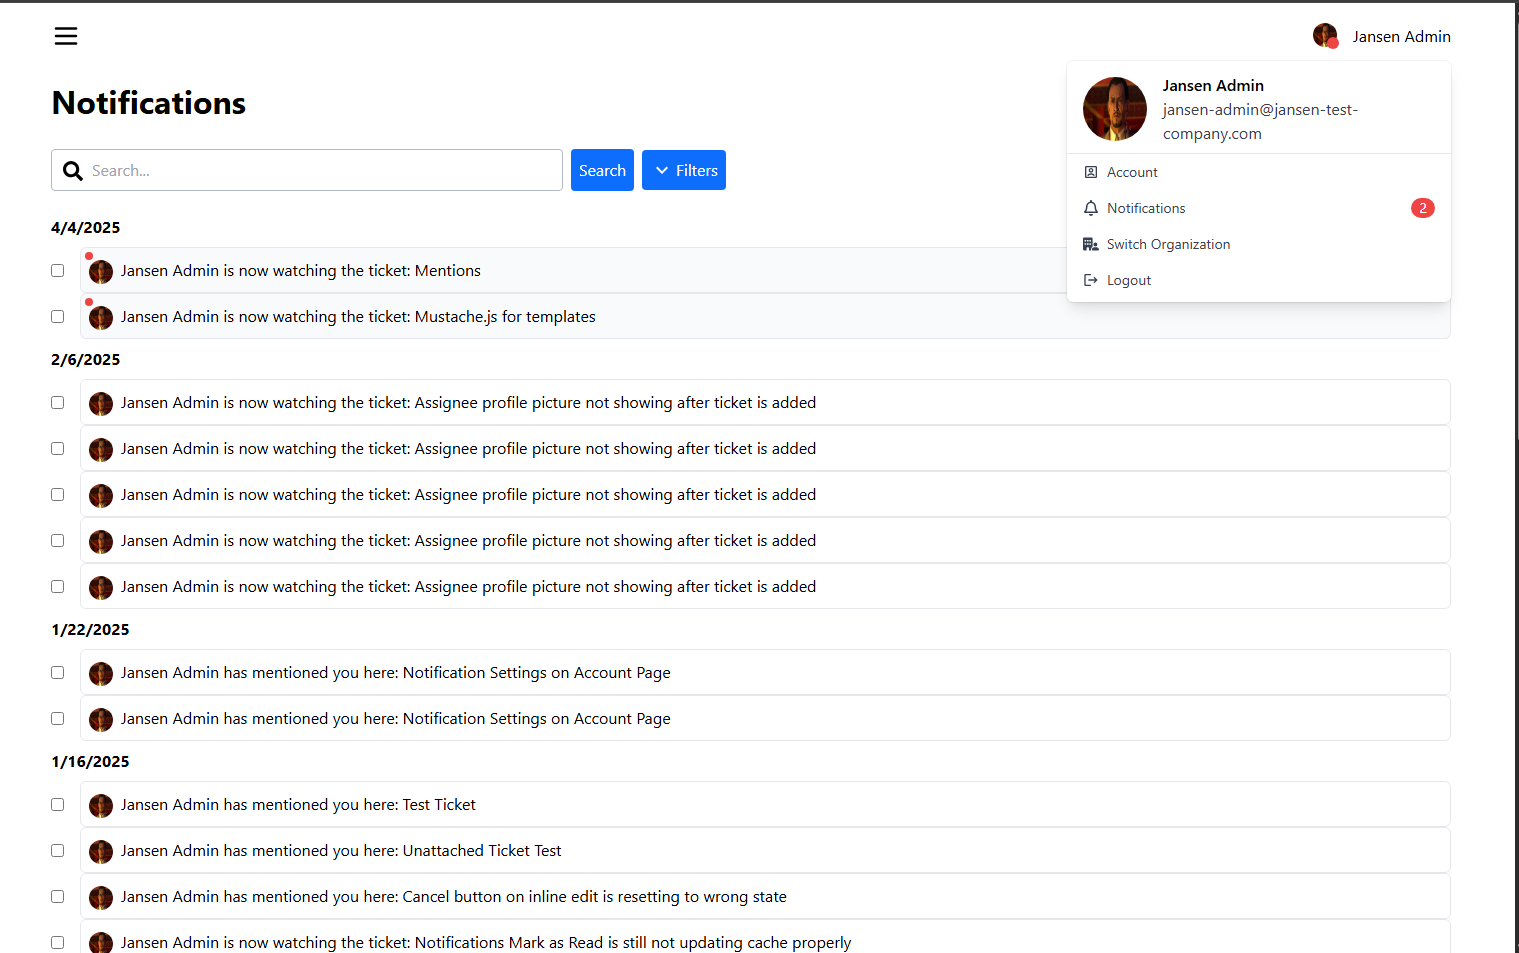 Jansen Admin
Notifications
Jansen Admin
jansen-admin@jansen-test-
company.com
Account
Notifications 2
Switch Organization
Logout
Search...
Search
Filters
4/4/2025
Jansen Admin is now watching the ticket: Mentions
Jansen Admin is now watching the ticket: Mustache.js for templates
2/6/2025
Jansen Admin is now watching the ticket: Assignee profile picture not showing after ticket is added
Jansen Admin is now watching the ticket: Assignee profile picture not showing after ticket is added
Jansen Admin is now watching the ticket: Assignee profile picture not showing after ticket is added
Jansen Admin is now watching the ticket: Assignee profile picture not showing after ticket is added
Jansen Admin is now watching the ticket: Assignee profile picture not showing after ticket is added
1/22/2025
Jansen Admin has mentioned you here: Notification Settings on Account Page
Jansen Admin has mentioned you here: Notification Settings on Account Page
1/16/2025
Jansen Admin has mentioned you here: Test Ticket
Jansen Admin has mentioned you here: Unattached Ticket Test
Jansen Admin has mentioned you here: Cancel button on inline edit is resetting to wrong state
Jansen Admin is now watching the ticket: Notifications Mark as Read is still not updating cache properly